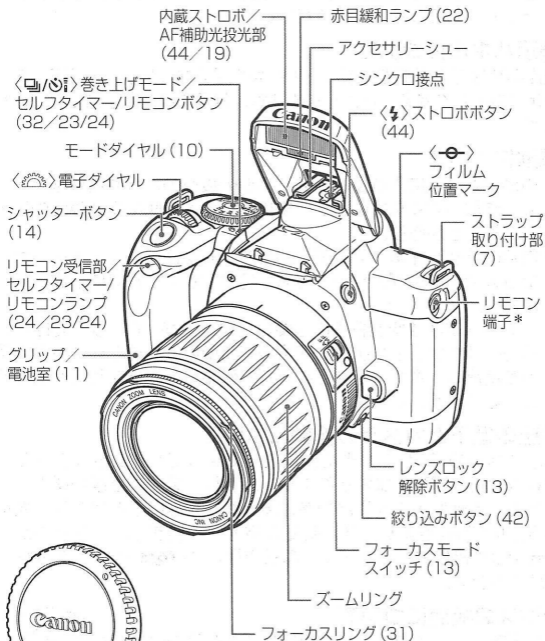 内蔵ストロボ／
AF補助光投光部
(44／19)
赤目緩和ランプ (22)
アクセサリーシュー
シンクロ接点
〈⚡〉ストロボボタン
(44)
〈 〉巻き上げモード／
セルフタイマー/リモコンボタン
(32／23/24)
モードダイヤル (10)
〈 〉電子ダイヤル
シャッターボタン
(14)
リモコン受信部／
セルフタイマー/
リモコンランプ
(24／23/24)
グリップ／
電池室 (11)
〈 〉
フィルム
位置マーク
ストラップ
取り付け部
(7)
リモコン
端子＊
レンズロック
解除ボタン (13)
絞り込みボタン (42)
フォーカスモード
スイッチ (13)
ズームリング
フォーカスリング (31)
Canon
CANON ZOOM LENS
CANON INC.
Canon